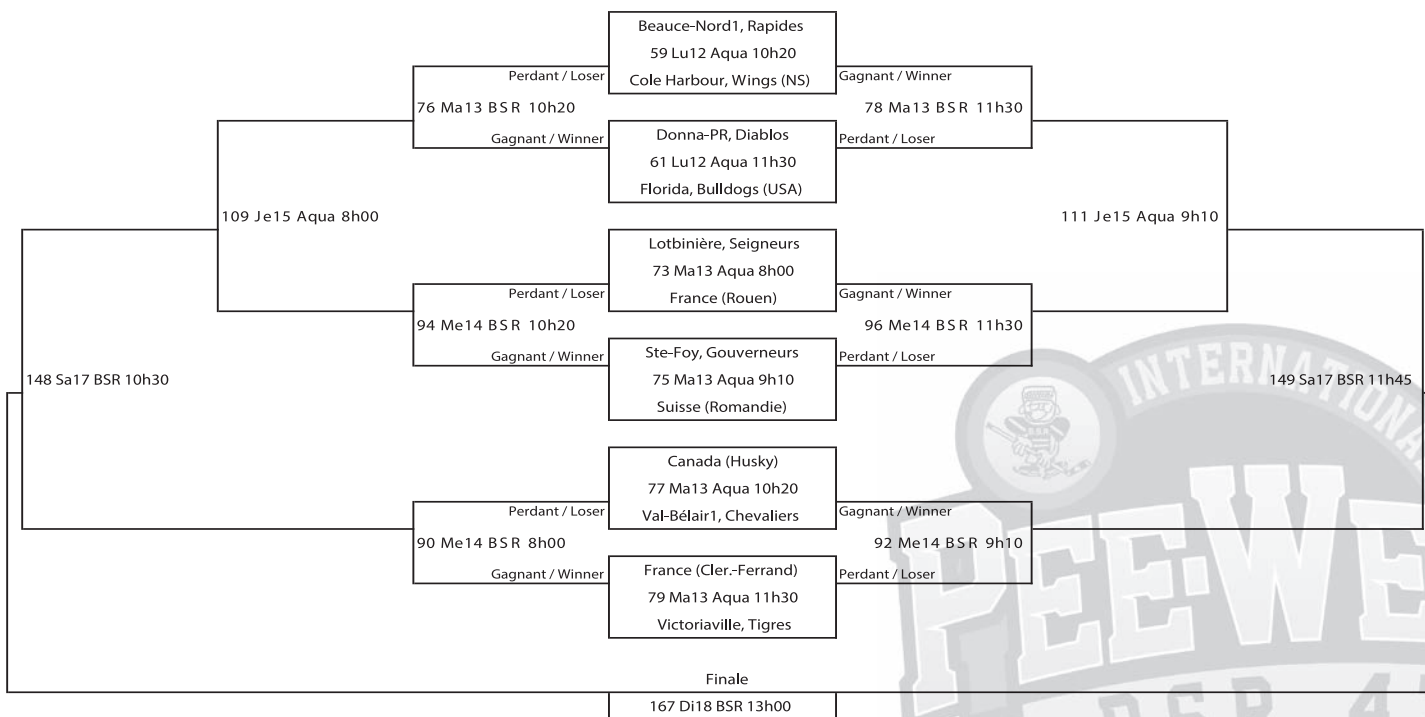 Beauce-Nord1, Rapides
59 Lu12 Aqua 10h20
Cole Harbour, Wings (NS)
Perdant / Loser
Gagnant / Winner
76 Ma13 BSR 10h20
78 Ma13 BSR 11h30
Gagnant / Winner
Perdant / Loser
Donna-PR, Diablos
61 Lu12 Aqua 11h30
Florida, Bulldogs (USA)
109 Je15 Aqua 8h00
111 Je15 Aqua 9h10
Lotbinière, Seigneurs
73 Ma13 Aqua 8h00
France (Rouen)
Perdant / Loser
Gagnant / Winner
94 Me14 BSR 10h20
96 Me14 BSR 11h30
Gagnant / Winner
Perdant / Loser
Ste-Foy, Gouverneurs
75 Ma13 Aqua 9h10
Suisse (Romandie)
148 Sa17 BSR 10h30
149 Sa17 BSR 11h45
Canada (Husky)
77 Ma13 Aqua 10h20
Val-Bélair1, Chevaliers
Perdant / Loser
Gagnant / Winner
90 Me14 BSR 8h00
92 Me14 BSR 9h10
Gagnant / Winner
Perdant / Loser
France (Cler.-Ferrand)
79 Ma13 Aqua 11h30
Victoriaville, Tigres
Finale
167 Di18 BSR 13h00
INTERNATIONA
BSR
PEE-WE